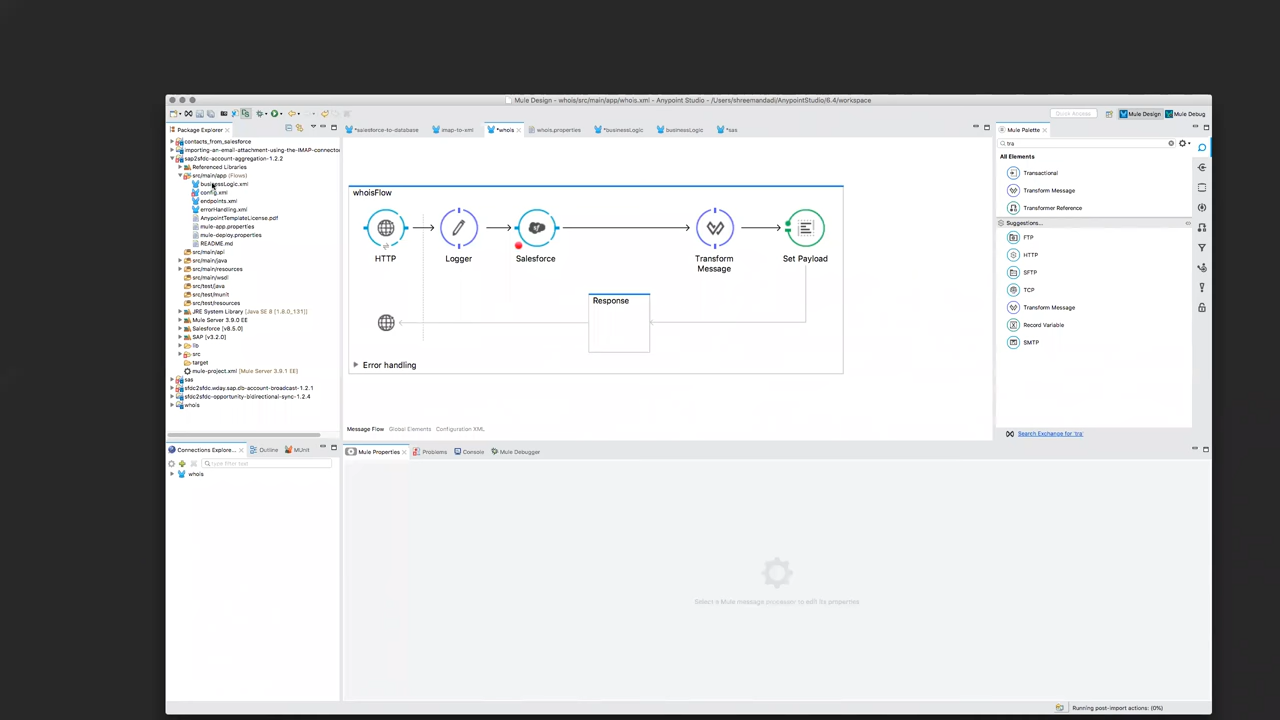 Mule Design - whois/src/main/app/whois.xml - Anypoint Studio - /Users/shreemandadi/AnypointStudio/6.4/workspace
Quick Access
Mule Design
Mule Debug
Package Explorer
*salesforce-to-database
imap-to-xml
*whois
whois.properties
*businessLogic
businessLogic
*sas
Mule Palette
contacts_from_salesforce
importing-an-email-attachment-using-the-IMAP-connecto
sap2sfdc-account-aggregation-1.2.2
Referenced Libraries
src/main/app (Flows)
businessLogic.xml
config.xml
endpoints.xml
errorHandling.xml
AnypointTemplateLicense.pdf
mule-app.properties
mule-deploy.properties
README.md
src/main/api
src/main/java
src/main/resources
src/main/wsdl
src/test/java
src/test/munit
src/test/resources
JRE System Library [Java SE 8 [1.8.0_131]]
Mule Server 3.9.0 EE
Salesforce [v8.5.0]
SAP [v3.2.0]
lib
src
target
mule-project.xml [Mule Server 3.9.1 EE]
sas
sfdc2sfdc.wday.sap.db-account-broadcast-1.2.1
sfdc2sfdc-opportunity-bidirectional-sync-1.2.4
whois
whoisFlow
HTTP
Logger
Salesforce
Transform
Message
Set Payload
Response
Error handling
Message Flow
Global Elements
Configuration XML
tra
All Elements
Transactional
Transform Message
Transformer Reference
Suggestions...
FTP
HTTP
SFTP
TCP
Transform Message
Record Variable
SMTP
Search Exchange for 'tra'
Connections Explore...
Outline
MUnit
type filter text
whois
Mule Properties
Problems
Console
Mule Debugger
Select a Mule message processor to edit its properties
Running post-import actions: (0%)